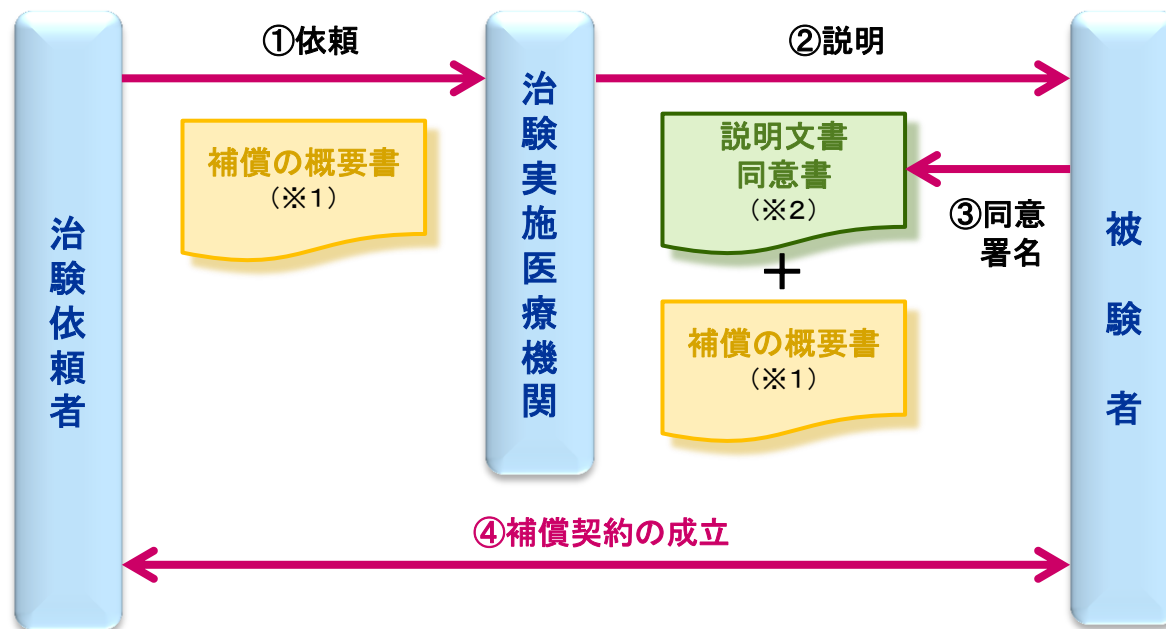 ①依頼
②説明
治験依頼者
補償の概要書
（※1）
治験実施医療機関
説明文書
同意書
（※2）
＋
補償の概要書
（※1）
③同意
署名
被験者
④補償契約の成立